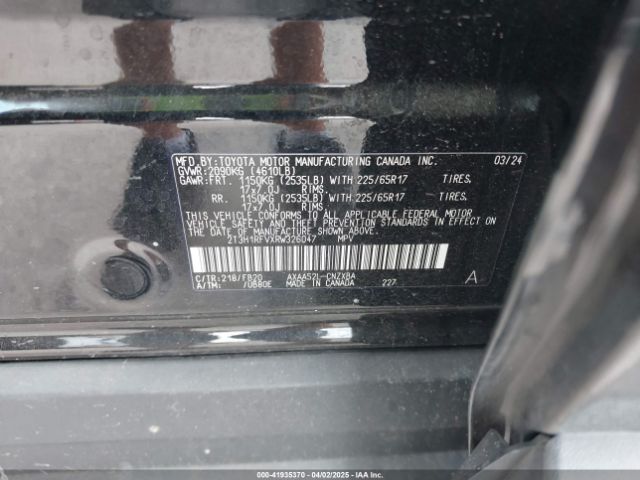 MFD.BY:TOYOTA MOTOR MANUFACTURING CANADA INC. 03/24
GVWR:2090KG (4610LB)
GAWR:FRT. 1150KG (2535LB) WITH 225/65R17 TIRES,
17X7.0J RIMS,
RR. 1150KG (2535LB) WITH 225/65R17 TIRES,
17X7.0J RIMS,
THIS VEHICLE CONFORMS TO ALL APPLICABLE FEDERAL MOTOR
VEHICLE SAFETY AND THEFT PREVENTION STANDARDS IN EFFECT
ON THE DATE OF MANUFACTURE SHOWN ABOVE.
2T3H1RFVXRW326047 MPV
C/TR:218/FB20 AXAA52L-CNZXBA A
A/TM: /UB80E MADE IN CANADA 227
000-41935370 - 04/02/2025 - IAAI.CA